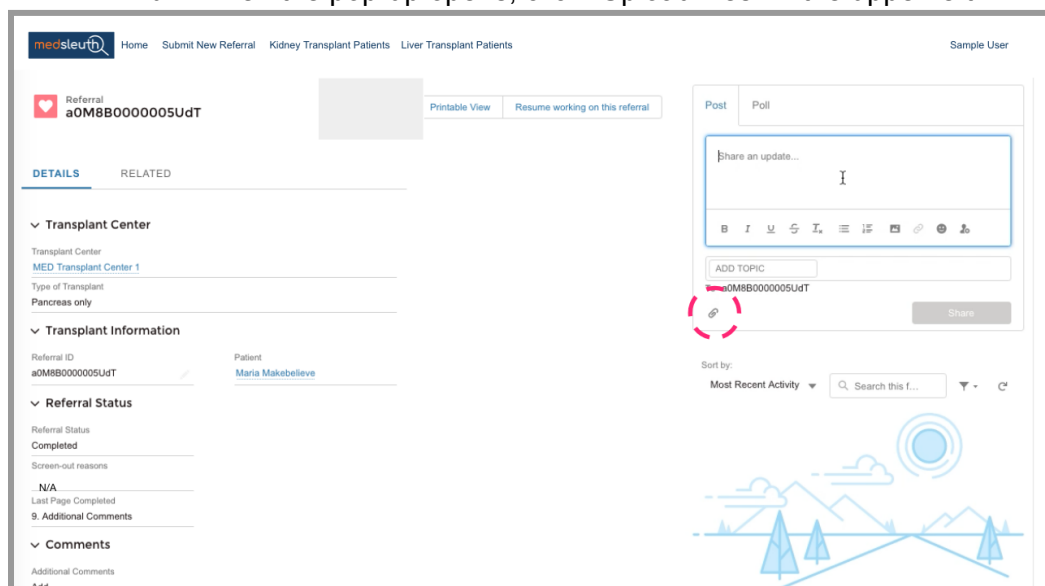 medsleuth Home Submit New Referral Kidney Transplant Patients Liver Transplant Patients Sample User
Referral
a0M8B0000005UdT
Printable View Resume working on this referral
DETAILS RELATED
Transplant Center
Transplant Center
MED Transplant Center 1
Type of Transplant
Pancreas only
Transplant Information
Referral ID Patient
a0M8B0000005UdT Maria Makebelieve
Referral Status
Referral Status
Completed
Screen-out reasons
N/A
Last Page Completed
9. Additional Comments
Comments
Additional Comments
Post Poll
Share an update...
B I U
ADD TOPIC
To a0M8B0000005UdT
Share
Sort by:
Most Recent Activity Search this f...